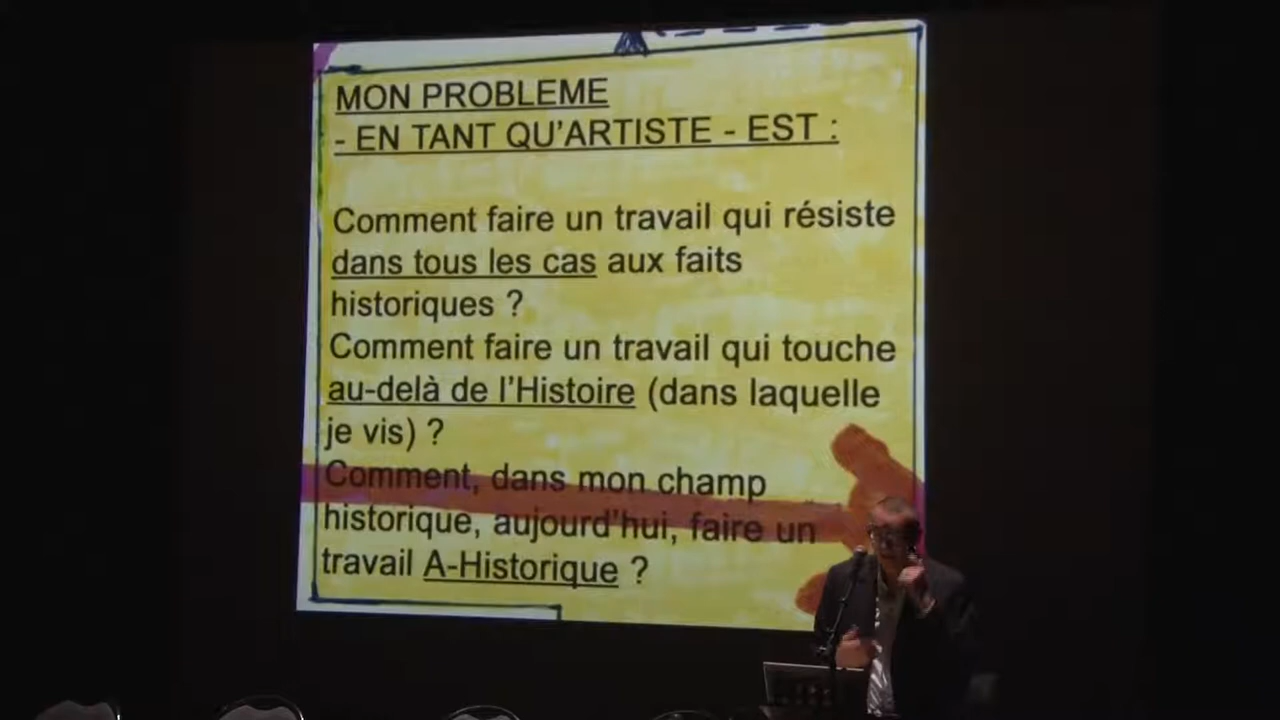 MON PROBLEME
- EN TANT QU'ARTISTE - EST :
Comment faire un travail qui résiste
dans tous les cas aux faits
historiques ?
Comment faire un travail qui touche
au-delà de l'Histoire (dans laquelle
je vis) ?
Comment, dans mon champ
historique, aujourd'hui, faire un
travail A-Historique ?